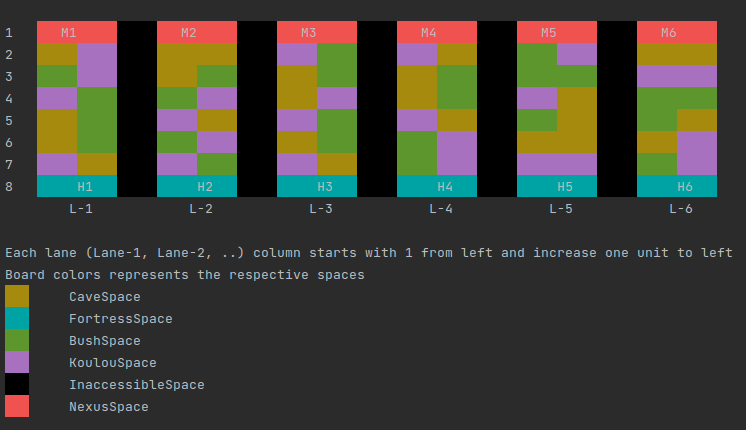 1 M1 M2 M3 M4 M5 M6
2
3
4
5
6
7
8 H1 H2 H3 H4 H5 H6
L-1 L-2 L-3 L-4 L-5 L-6
Each lane (Lane-1, Lane-2, ..) column starts with 1 from left and increase one unit to left
Board colors represents the respective spaces
CaveSpace
FortressSpace
BushSpace
KoulouSpace
InaccessibleSpace
NexusSpace